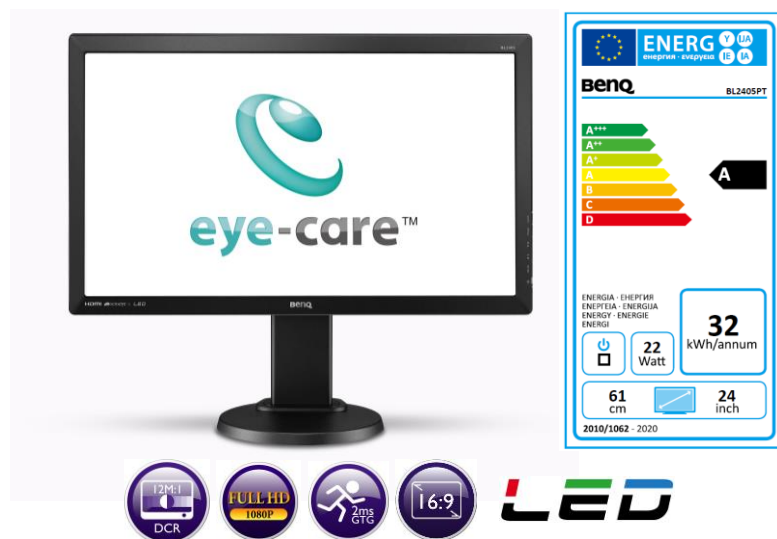 eye-care™
HDMI
LED
BenQ
ENERG Y UA
енергия · ενεργεια IE IA
BenQ
BL2405PT
A+++
A++
A+
A
B
C
D
A
ENERGIA · ЕНЕРГИЯ
ΕΝΕΡΓΕΙΑ · ENERGIJA
ENERGY · ENERGIE
ENERGI
32
kWh/annum
22
Watt
61
cm
24
inch
2010/1062 - 2020
12M:1
DCR
FULL HD
1080P
2ms
GTG
16:9
LED